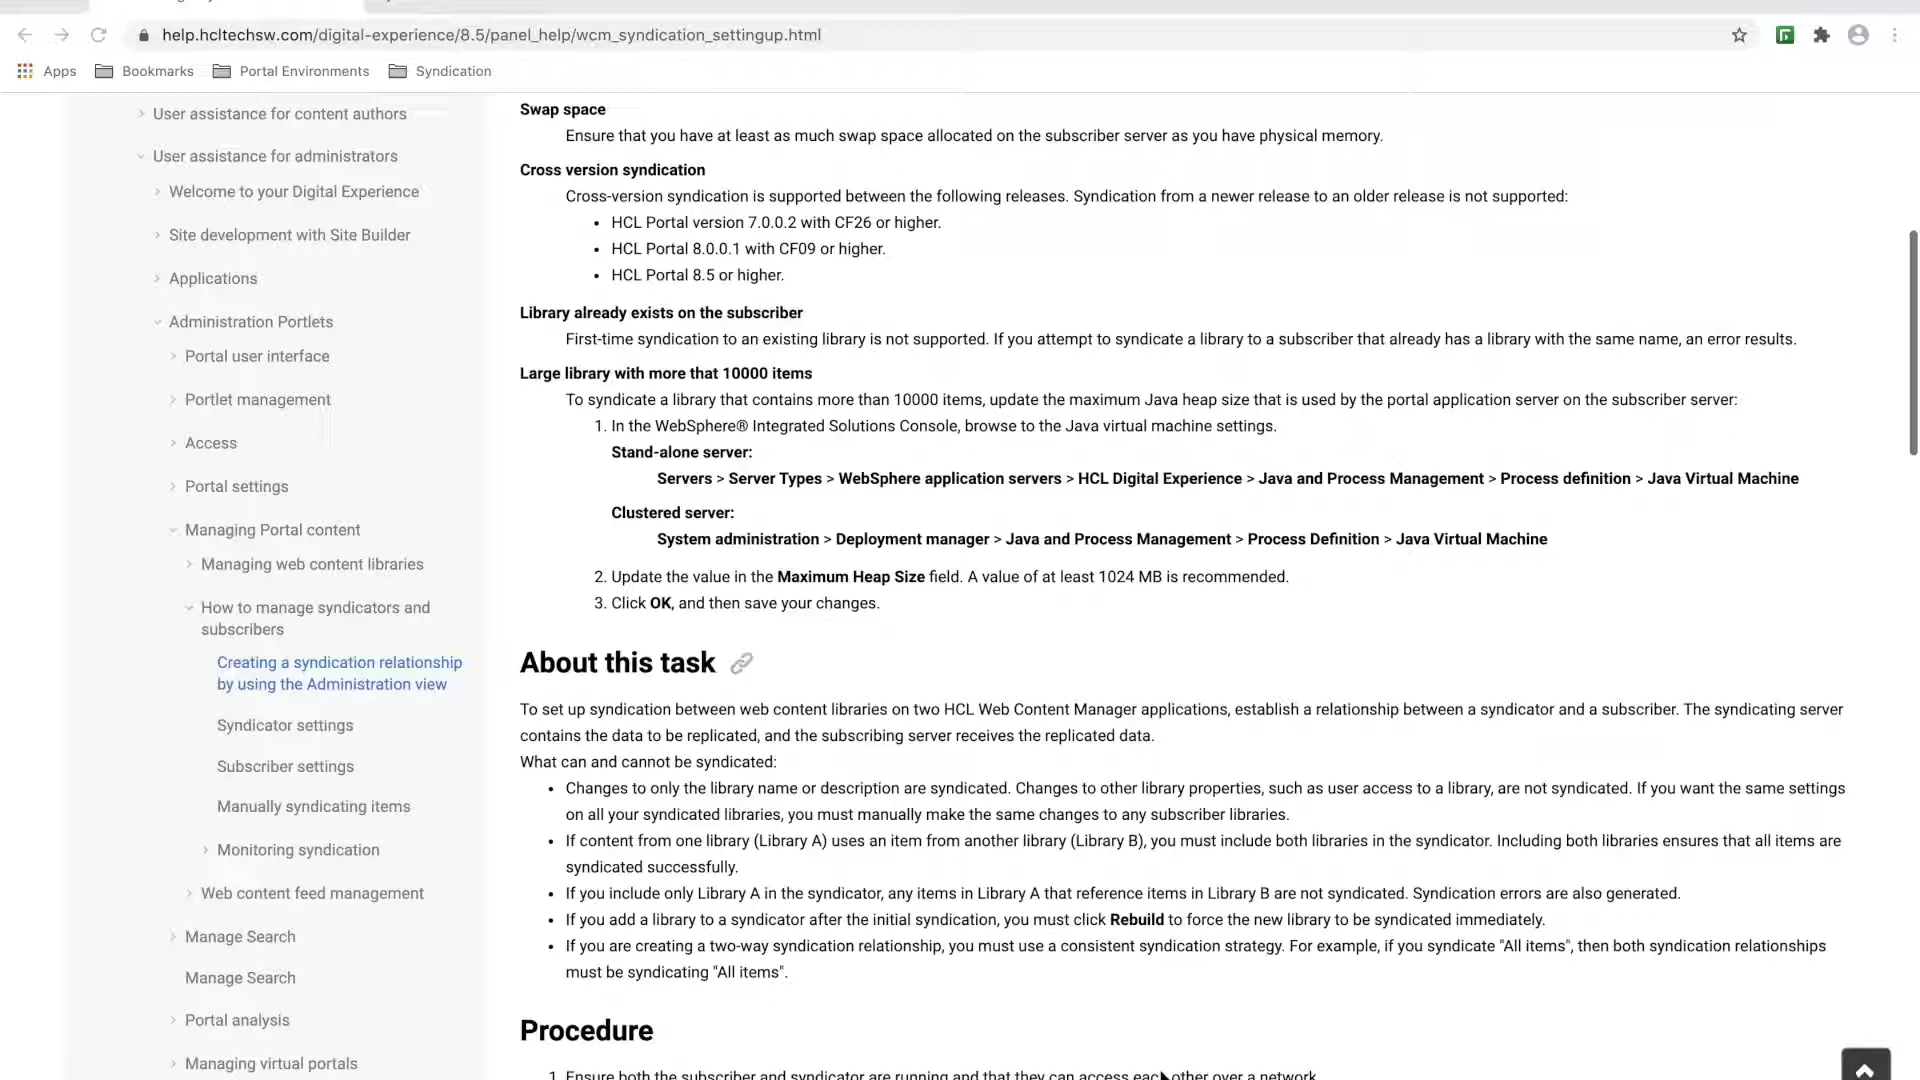 help.hcltechsw.com/digital-experience/8.5/panel_help/wcm_syndication_settingup.html
Apps
Bookmarks
Portal Environments
Syndication
User assistance for content authors
User assistance for administrators
Welcome to your Digital Experience
Site development with Site Builder
Applications
Administration Portlets
Portal user interface
Portlet management
Access
Portal settings
Managing Portal content
Managing web content libraries
How to manage syndicators and
subscribers
Creating a syndication relationship
by using the Administration view
Syndicator settings
Subscriber settings
Manually syndicating items
Monitoring syndication
Web content feed management
Manage Search
Manage Search
Portal analysis
Managing virtual portals
Swap space
Ensure that you have at least as much swap space allocated on the subscriber server as you have physical memory.
Cross version syndication
Cross-version syndication is supported between the following releases. Syndication from a newer release to an older release is not supported:
• HCL Portal version 7.0.0.2 with CF26 or higher.
• HCL Portal 8.0.0.1 with CF09 or higher.
• HCL Portal 8.5 or higher.
Library already exists on the subscriber
First-time syndication to an existing library is not supported. If you attempt to syndicate a library to a subscriber that already has a library with the same name, an error results.
Large library with more that 10000 items
To syndicate a library that contains more than 10000 items, update the maximum Java heap size that is used by the portal application server on the subscriber server:
1. In the WebSphere® Integrated Solutions Console, browse to the Java virtual machine settings.
Stand-alone server:
Servers > Server Types > WebSphere application servers > HCL Digital Experience > Java and Process Management > Process definition > Java Virtual Machine
Clustered server:
System administration > Deployment manager > Java and Process Management > Process Definition > Java Virtual Machine
2. Update the value in the Maximum Heap Size field. A value of at least 1024 MB is recommended.
3. Click OK, and then save your changes.
About this task
To set up syndication between web content libraries on two HCL Web Content Manager applications, establish a relationship between a syndicator and a subscriber. The syndicating server
contains the data to be replicated, and the subscribing server receives the replicated data.
What can and cannot be syndicated:
• Changes to only the library name or description are syndicated. Changes to other library properties, such as user access to a library, are not syndicated. If you want the same settings
on all your syndicated libraries, you must manually make the same changes to any subscriber libraries.
• If content from one library (Library A) uses an item from another library (Library B), you must include both libraries in the syndicator. Including both libraries ensures that all items are
syndicated successfully.
• If you include only Library A in the syndicator, any items in Library A that reference items in Library B are not syndicated. Syndication errors are also generated.
• If you add a library to a syndicator after the initial syndication, you must click Rebuild to force the new library to be syndicated immediately.
• If you are creating a two-way syndication relationship, you must use a consistent syndication strategy. For example, if you syndicate "All items", then both syndication relationships
must be syndicating "All items".
Procedure
1. Ensure both the subscriber and syndicator are running and that they can access each other over a network.